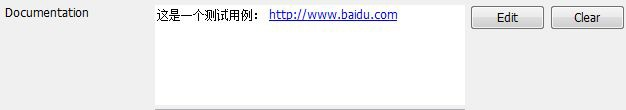 Documentation 这是一个测试用例： http://www.baidu.com Edit Clear